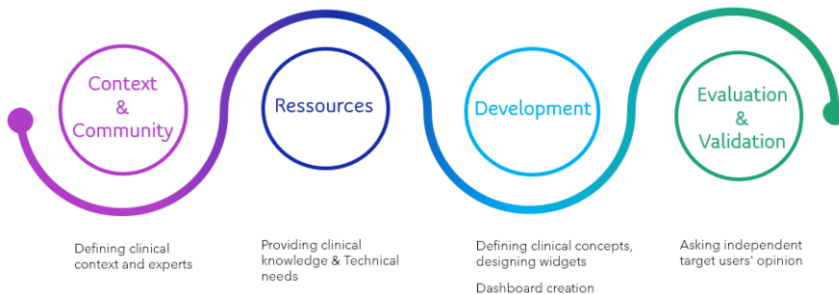 Context
&
Community
Ressources
Development
Evaluation
&
Validation
Defining clinical
context and experts
Providing clinical
knowledge & Technical
needs
Defining clinical concepts,
designing widgets
Dashboard creation
Asking independent
target users' opinion